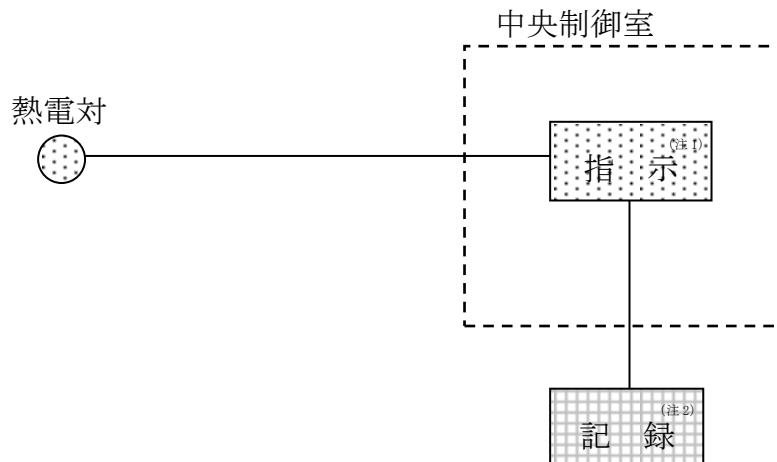 中央制御室
熱電対
(注1)
指 示
(注2)
記 録